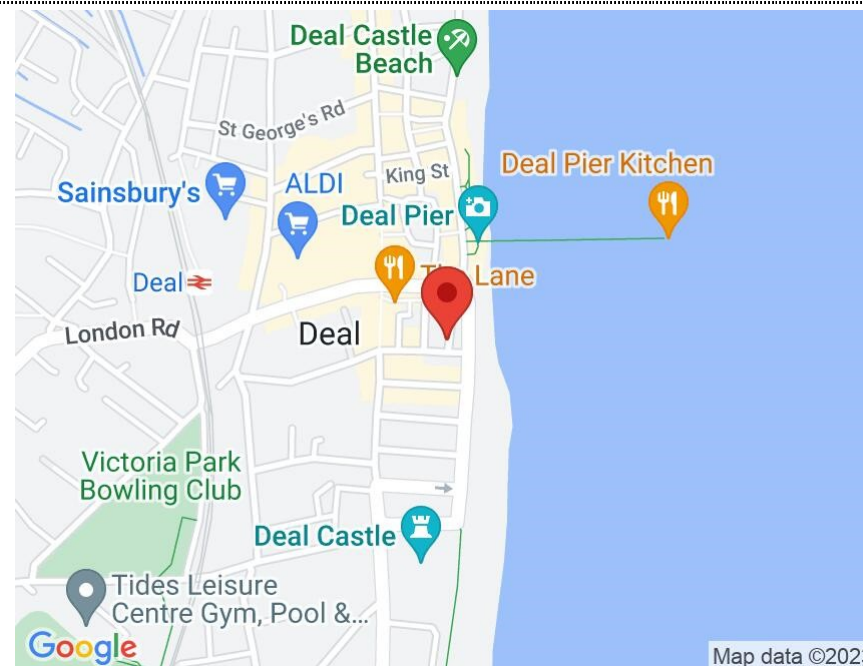 Deal Castle
Beach
St George's Rd
King St
Deal Pier Kitchen
Sainsbury's
ALDI
Deal Pier
Deal
Lane
London Rd
Deal
Victoria Park
Bowling Club
Deal Castle
Tides Leisure
Centre Gym, Pool &...
Google
Map data ©202